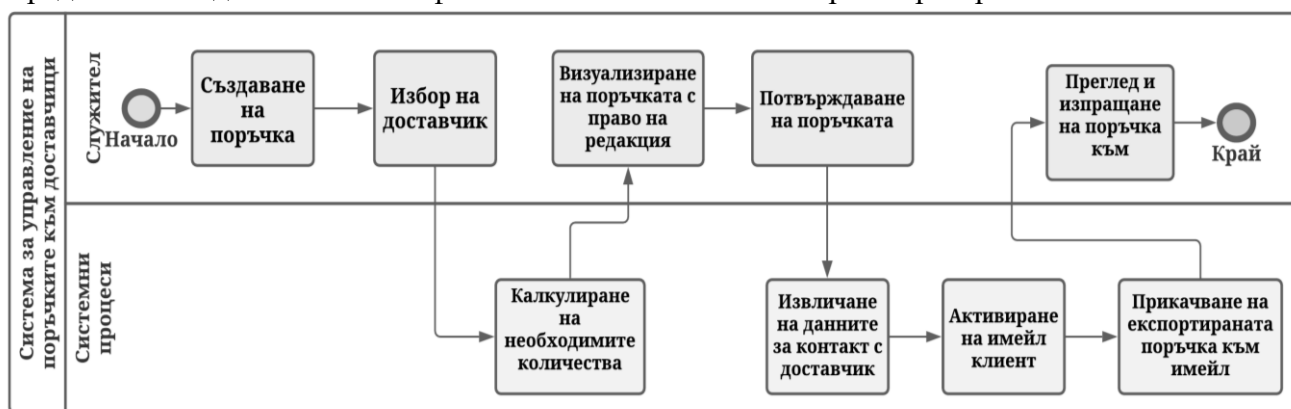 Система за управление на
поръчките към доставчици
Служител
Начало
Създаване
на
поръчка
Избор на
доставчик
Визуализиране
на поръчката с
право на
редакция
Потвърждаване
на поръчката
Преглед и
изпращане
на поръчка
към
Край
Системни
процеси
Калкулиране
на
необходимите
количества
Извличане
на данните
за контакт с
доставчик
Активиране
на имейл
клиент
Прикачване на
експортираната
поръчка към
имейл